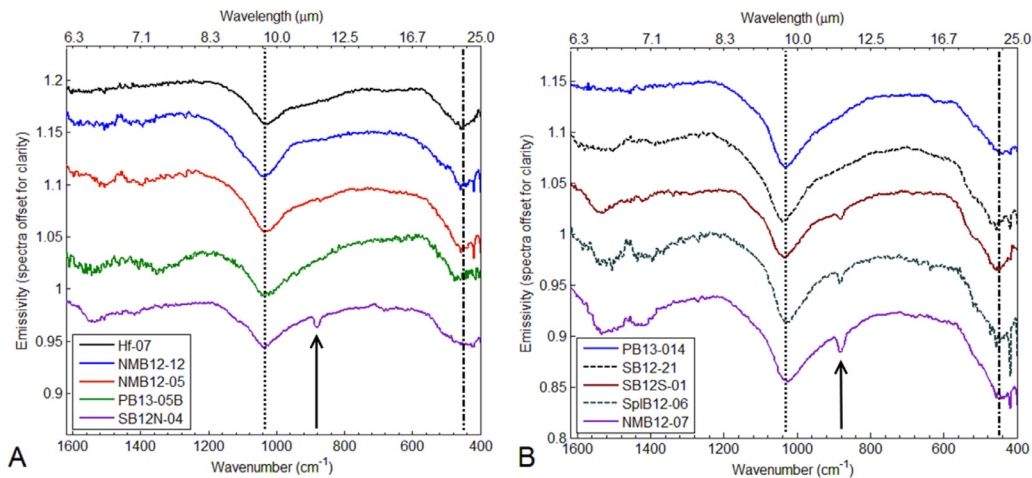 Wavelength (μm)
6.3 7.1 8.3 10.0 12.5 16.7 25.0
Emissivity (spectra offset for clarity)
1.2
1.15
1.1
1.05
1
0.95
0.9
Hf-07
NMB12-12
NMB12-05
PB13-05B
SB12N-04
1600 1400 1200 1000 800 600 400
Wavenumber (cm⁻¹)
A
Wavelength (μm)
6.3 7.1 8.3 10.0 12.5 16.7 25.0
Emissivity (spectra offset for clarity)
1.15
1.1
1.05
1
0.95
0.9
0.85
0.8
PB13-014
SB12-21
SB12S-01
SplB12-06
NMB12-07
1600 1400 1200 1000 800 600 400
Wavenumber (cm⁻¹)
B